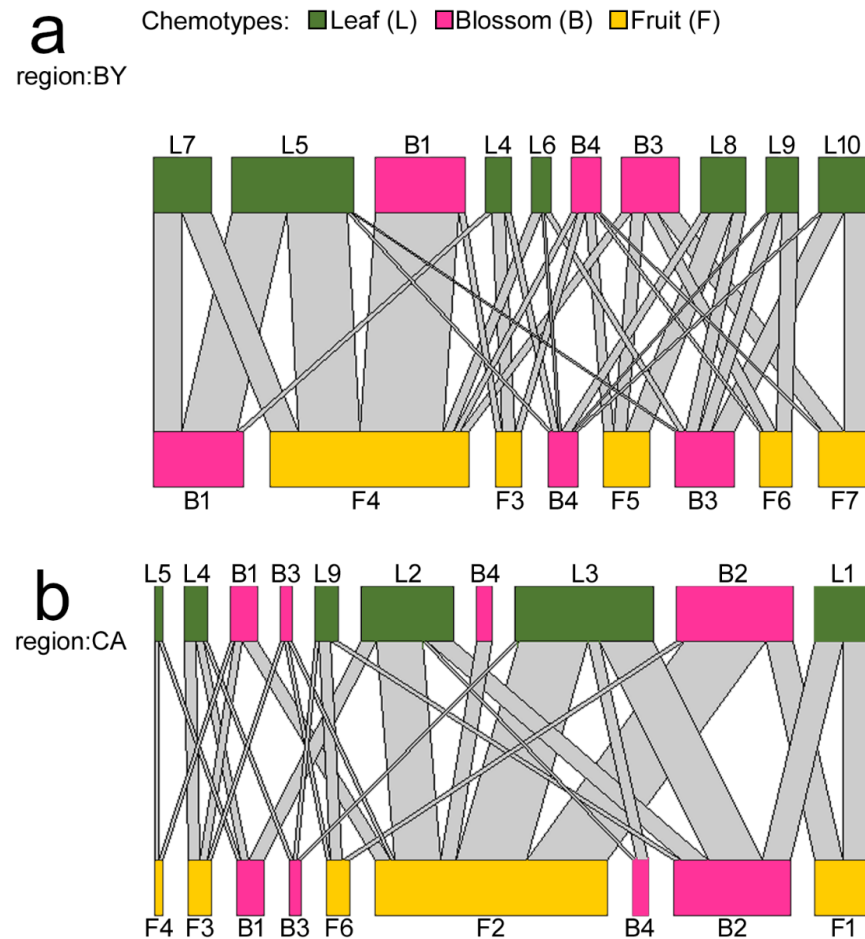 Chemotypes: Leaf (L) Blossom (B) Fruit (F)
a
region:BY
L7 L5 B1 L4 L6 B4 B3 L8 L9 L10
B1 F4 F3 B4 F5 B3 F6 F7
b
region:CA
L5 L4 B1 B3 L9 L2 B4 L3 B2 L1
F4 F3 B1 B3 F6 F2 B4 B2 F1